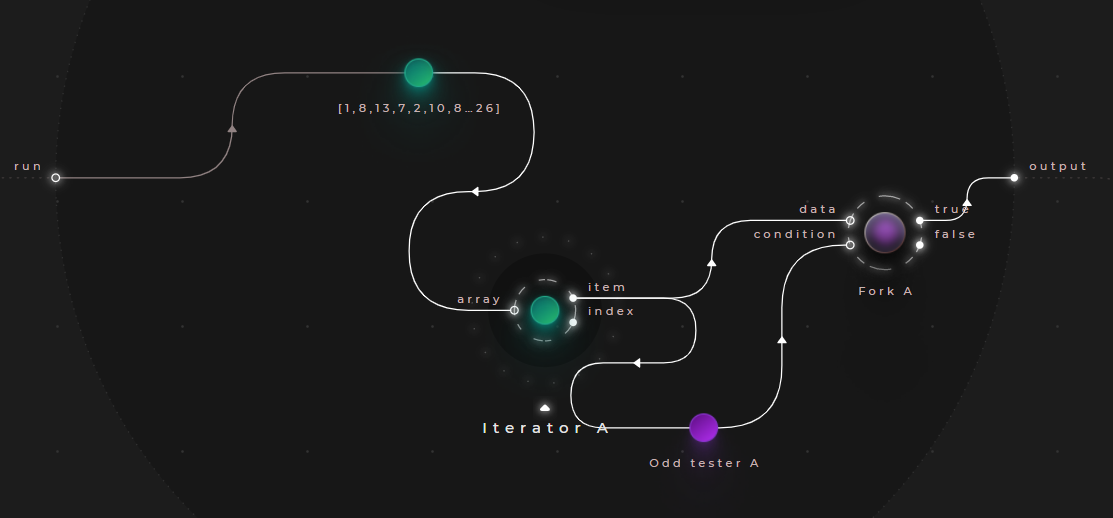 [1,8,13,7,2,10,8…26]
run
output
data
true
condition
false
item
array
Fork A
index
Iterator A
Odd tester A